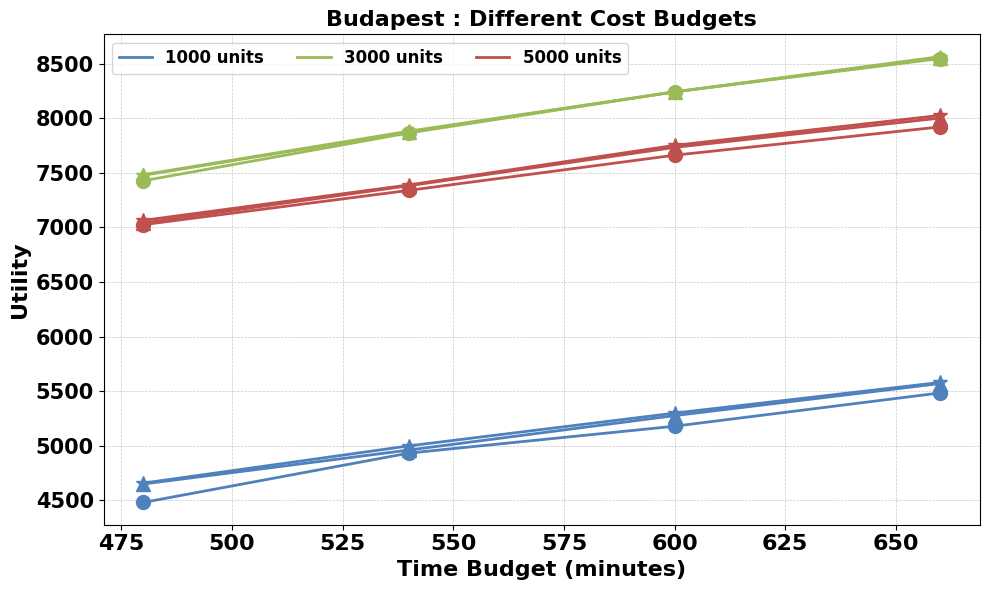 Budapest : Different Cost Budgets
1000 units
3000 units
5000 units
Utility
8500
8000
7500
7000
6500
6000
5500
5000
4500
475
500
525
550
575
600
625
650
Time Budget (minutes)